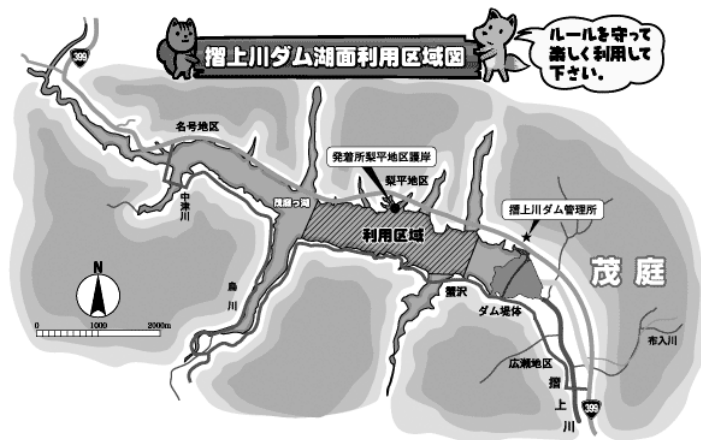 摺上川ダム湖面利用区域図
ルールを守って
楽しく利用して
下さい。
399
名号地区
発着所梨平地区護岸
梨平地区
中津川
茂庭っ湖
摺上川ダム管理所
利用区域
茂庭
N
烏川
蟹沢
ダム堤体
0 1000 2000m
布入川
広瀬地区
摺上川
399